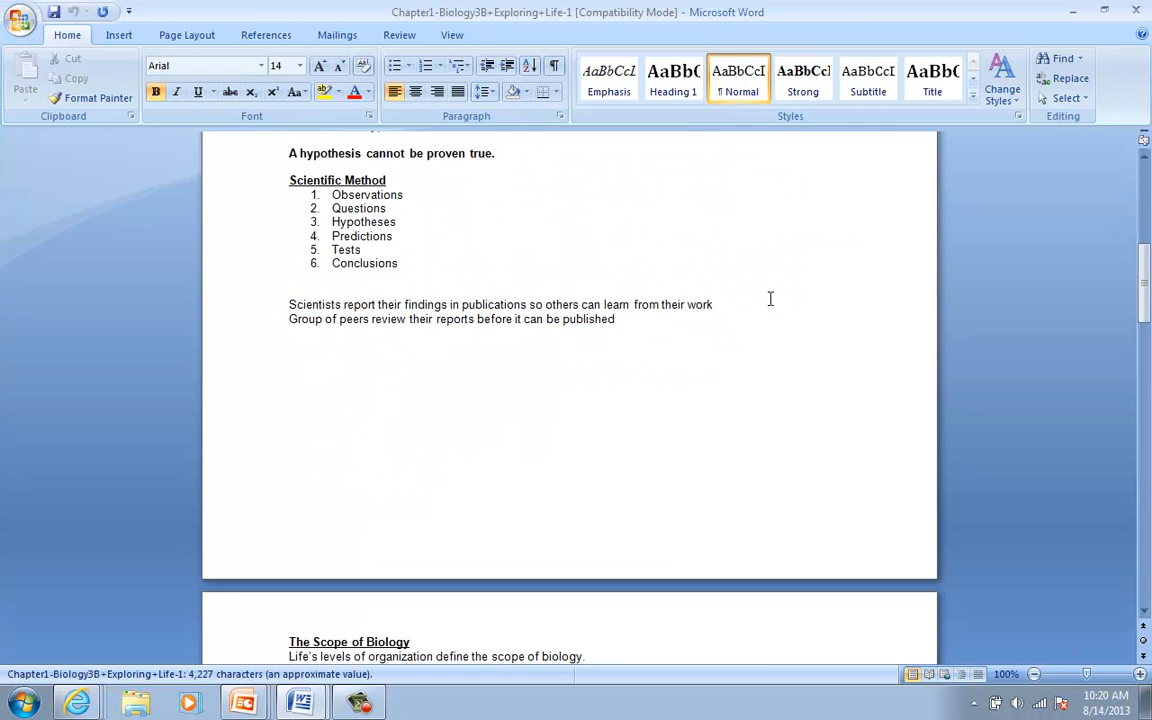 Chapter1-Biology3B+Exploring+Life-1 [Compatibility Mode] - Microsoft Word
Home Insert Page Layout References Mailings Review View
Paste
Cut
Copy
Format Painter
Clipboard
Arial 14
Font
Paragraph
AaBbCcI AaBbC AaBbCcI AaBbCc AaBbCcI AaBbC
Emphasis Heading 1 ¶ Normal Strong Subtitle Title
Change Styles
Styles
Find
Replace
Select
Editing
A hypothesis cannot be proven true.
Scientific Method
1. Observations
2. Questions
3. Hypotheses
4. Predictions
5. Tests
6. Conclusions
Scientists report their findings in publications so others can learn from their work
Group of peers review their reports before it can be published
The Scope of Biology
Life's levels of organization define the scope of biology.
Chapter1-Biology3B+Exploring+Life-1: 4,227 characters (an approximate value).
100%
10:20 AM
8/14/2013